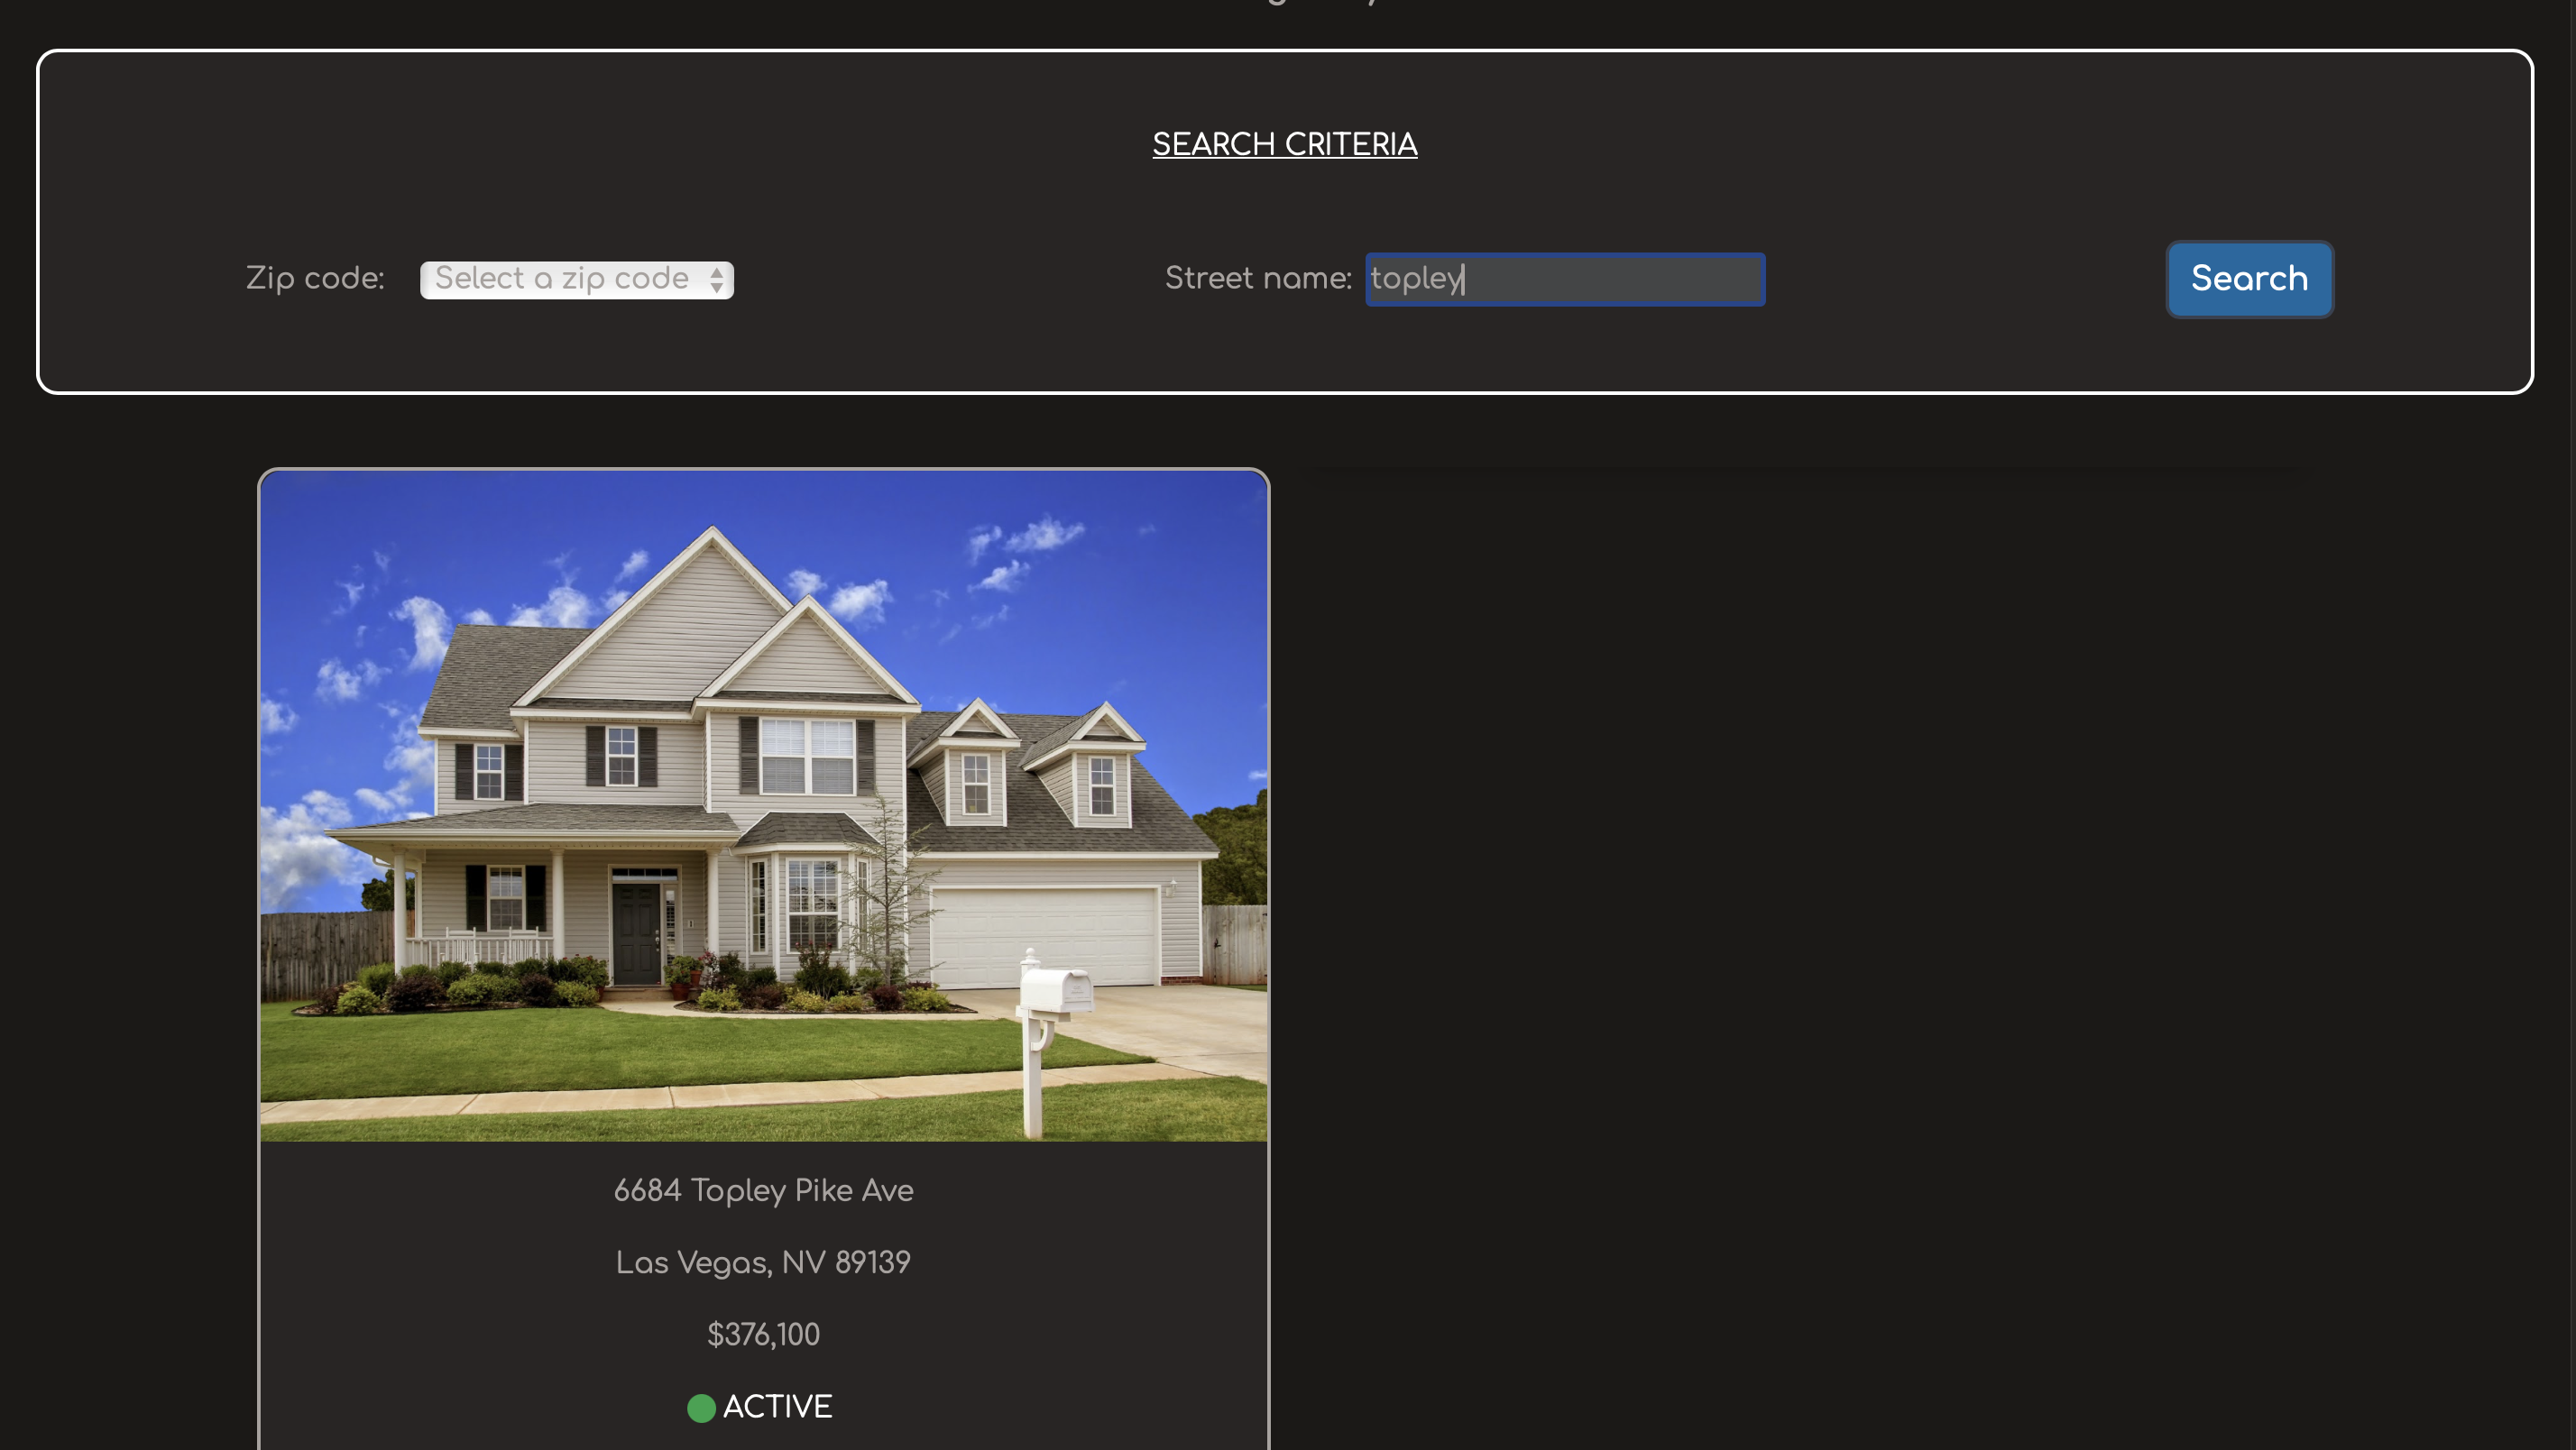 SEARCH CRITERIA
Zip code: Select a zip code Street name: topley Search
6684 Topley Pike Ave
Las Vegas, NV 89139
$376,100
ACTIVE